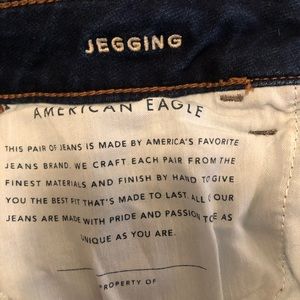 JEGGING
AMERICAN EAGLE
THIS PAIR OF JEANS IS MADE BY AMERICA'S FAVORITE
JEANS BRAND. WE CRAFT EACH PAIR FROM THE
FINEST MATERIALS AND FINISH BY HAND TO GIVE
YOU THE BEST FIT THAT'S MADE TO LAST. ALL OUR
JEANS ARE MADE WITH PRIDE AND PASSION TO BE AS
UNIQUE AS YOU ARE.
PROPERTY OF